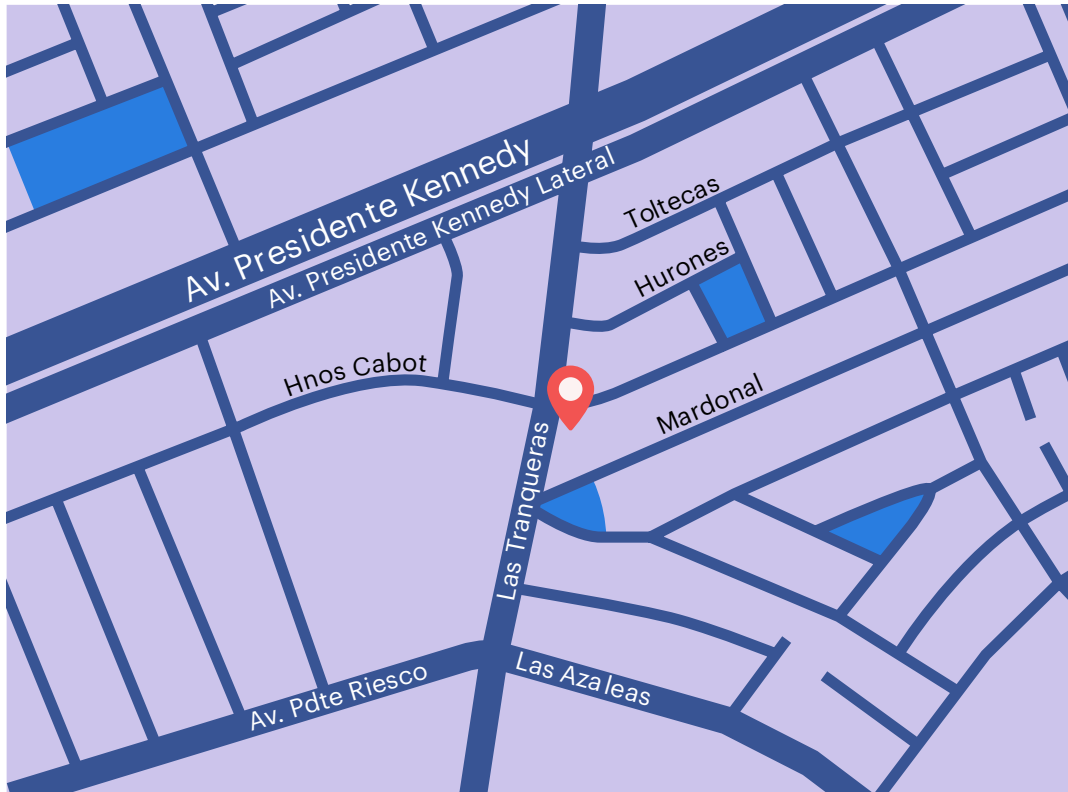 Av. Presidente Kennedy
Av. Presidente Kennedy Lateral
Toltecas
Hurones
Hnos Cabot
Mardonal
Las Tranqueras
Las Azaleas
Av. Pdte Riesco